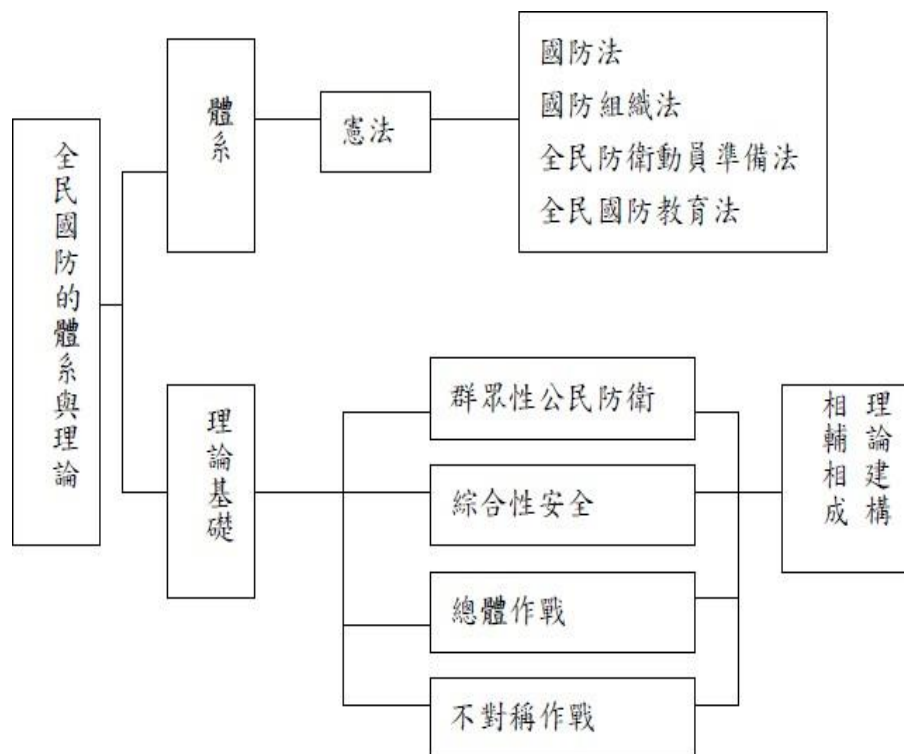 全民國防的體系與理論
體系
憲法
國防法
國防組織法
全民防衛動員準備法
全民國防教育法
理論基礎
群眾性公民防衛
綜合性安全
總體作戰
不對稱作戰
理論建構
相輔相成